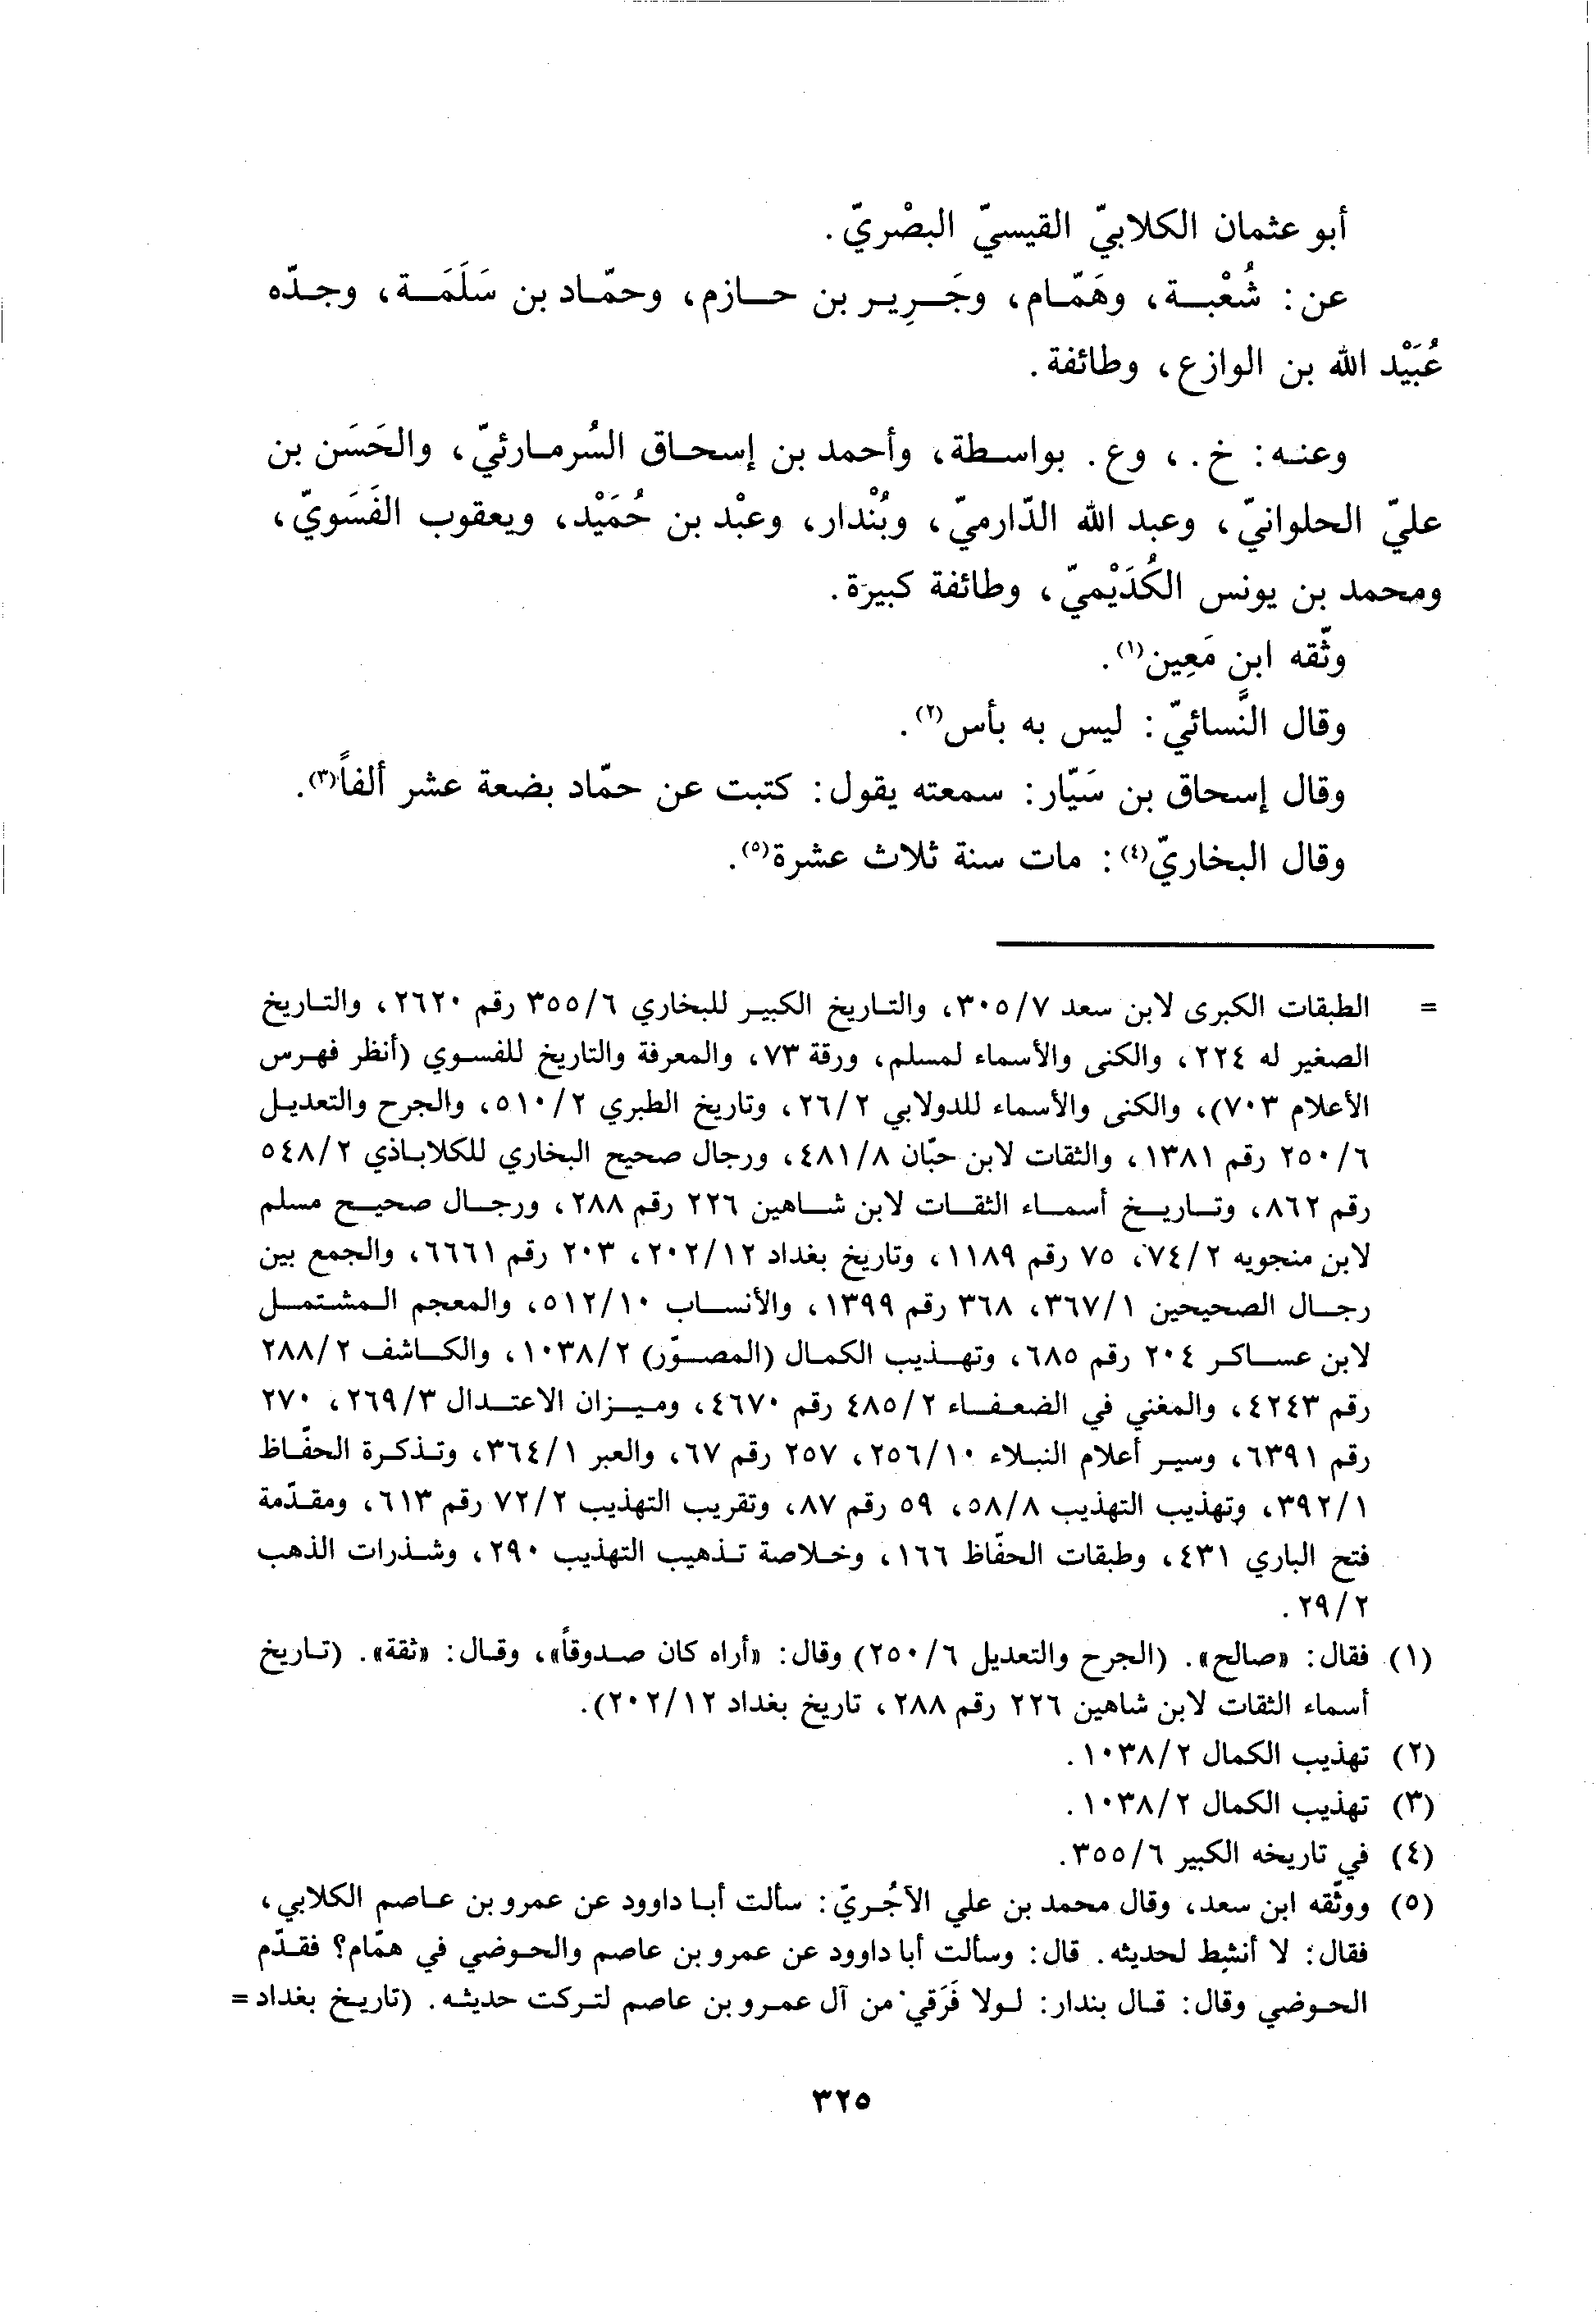 أبو عثمان الكلابيّ القيسيّ البصْريّ.
عن: شُعْبة، وهَمّام، وجَرِير بن حازم، وحمّاد بن سَلَمَة، وجدّه
عُبَيْد الله بن الوازع، وطائفة.
وعنه: خ.، وع. بواسطة، وأحمد بن إسحاق السُرمارئيّ، والحَسَن بن
عليّ الحلوانيّ، وعبد الله الدّارميّ، وبُنْدار، وعبْد بن حُمَيْد، ويعقوب الفَسَويّ،
ومحمد بن يونس الكُدَيْميّ، وطائفة كبيرة.
وثّقه ابن مَعِين(١).
وقال النَّسائيّ: ليس به بأس(٢).
وقال إسحاق بن سَيّار: سمعته يقول: كتبت عن حمّاد بضعة عشر ألفاً(٣).
وقال البخاريّ(٤): مات سنة ثلاث عشرة(٥).
= الطبقات الكبرى لابن سعد ٣٠٥/٧، والتاريخ الكبير للبخاري ٣٥٥/٦ رقم ٢٦٢٠، والتاريخ
الصغير له ٢٢٤، والكنى والأسماء لمسلم، ورقة ٧٣، والمعرفة والتاريخ للفسوي (أنظر فهرس
الأعلام ٧٠٣)، والكنى والأسماء للدولابي ٢٦/٢، وتاريخ الطبري ٥١٠/٢، والجرح والتعديل
٢٥٠/٦ رقم ١٣٨١، والثقات لابن حبّان ٤٨١/٨، ورجال صحيح البخاري للكلاباذي ٥٤٨/٢
رقم ٨٦٢، وتاريخ أسماء الثقات لابن شاهين ٢٢٦ رقم ٢٨٨، ورجال صحيح مسلم
لابن منجويه ٧٤/٢، ٧٥ رقم ١١٨٩، وتاريخ بغداد ٢٠٢/١٢، ٢٠٣ رقم ٦٦٦١، والجمع بين
رجال الصحيحين ٣٦٧/١، ٣٦٨ رقم ١٣٩٩، والأنساب ٥١٢/١٠، والمعجم المشتمل
لابن عساكر ٢٠٤ رقم ٦٨٥، وتهذيب الكمال (المصوّر) ١٠٣٨/٢، والكاشف ٢٨٨/٢
رقم ٤٢٤٣، والمغني في الضعفاء ٤٨٥/٢ رقم ٤٦٧٠، وميزان الاعتدال ٢٦٩/٣، ٢٧٠
رقم ٦٣٩١، وسير أعلام النبلاء ٢٥٦/١٠، ٢٥٧ رقم ٦٧، والعبر ٣٦٤/١، وتذكرة الحفّاظ
٣٩٢/١، وتهذيب التهذيب ٥٨/٨، ٥٩ رقم ٨٧، وتقريب التهذيب ٧٢/٢ رقم ٦١٣، ومقدّمة
فتح الباري ٤٣١، وطبقات الحفّاظ ١٦٦، وخلاصة تذهيب التهذيب ٢٩٠، وشذرات الذهب
٢٩/٢.
(١) فقال: «صالح». (الجرح والتعديل ٢٥٠/٦) وقال: «أراه كان صدوقاً»، وقال: «ثقة». (تاريخ
أسماء الثقات لابن شاهين ٢٢٦ رقم ٢٨٨، تاريخ بغداد ٢٠٢/١٢).
(٢) تهذيب الكمال ١٠٣٨/٢.
(٣) تهذيب الكمال ١٠٣٨/٢.
(٤) في تاريخه الكبير ٣٥٥/٦.
(٥) ووثّقه ابن سعد، وقال محمد بن علي الآجُريّ: سألت أبا داوود عن عمرو بن عاصم الكلابي،
فقال: لا أنشط لحديثه. قال: وسألت أبا داوود عن عمرو بن عاصم والحوضي في همّام؟ فقدّم
الحوضي وقال: قال بندار: لولا فَرَقي من آل عمرو بن عاصم لتركت حديثه. (تاريخ بغداد =
٣٢٥